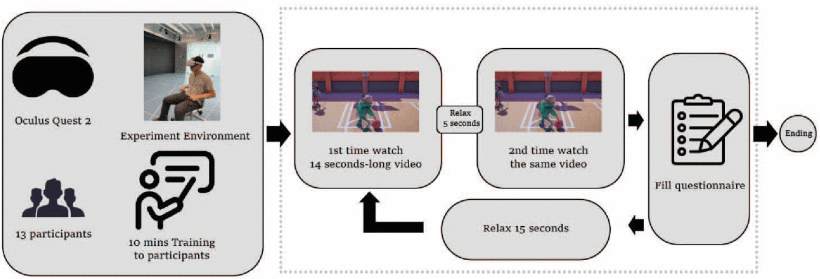 Oculus Quest 2
Experiment Environment
13 participants
10 mins Training
to participants
1st time watch
14 seconds-long video
Relax
5 seconds
2nd time watch
the same video
Fill questionnaire
Relax 15 seconds
Ending